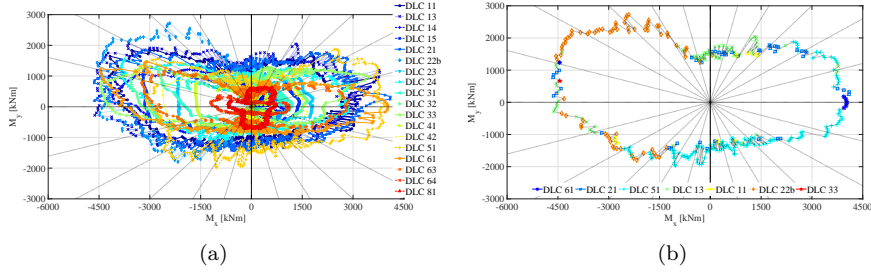 3000
2000
1000
0
-1000
-2000
-3000
M_y [kNm]
-6000 -4500 -3000 -1500 0 1500 3000 4500
M_x [kNm]
DLC 11
DLC 13
DLC 14
DLC 15
DLC 21
DLC 22b
DLC 23
DLC 24
DLC 31
DLC 32
DLC 33
DLC 41
DLC 42
DLC 51
DLC 61
DLC 63
DLC 64
DLC 81
(a)
3000
2000
1000
0
1000
2000
3000
M_y [kNm]
DLC 61 DLC 21 DLC 51 DLC 13 DLC 11 DLC 22b DLC 33
-6000 -4500 -3000 -1500 0 1500 3000 4500
M_x [kNm]
(b)